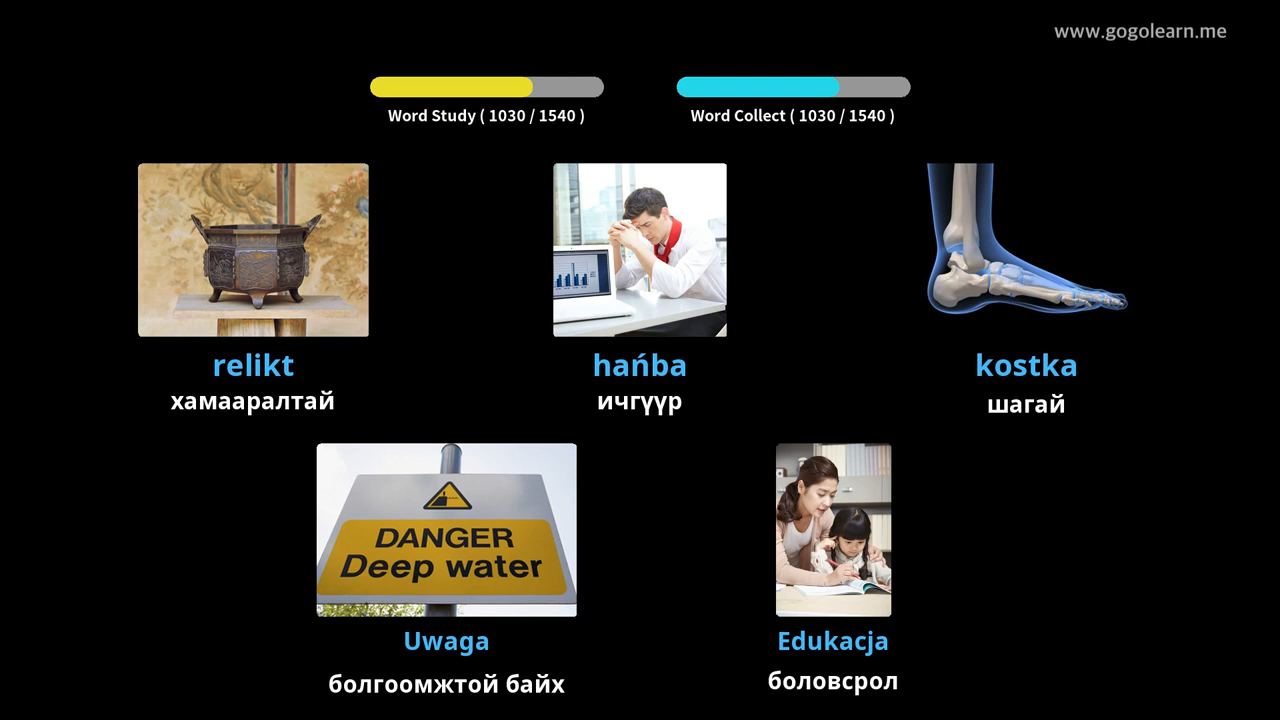 www.gogolearn.me
Word Study ( 1030 / 1540 )
Word Collect ( 1030 / 1540 )
relikt
хамааралтай
hańba
ичгүүр
kostka
шагай
DANGER
Deep water
Uwaga
болгоомжтой байх
Edukacja
боловсрол